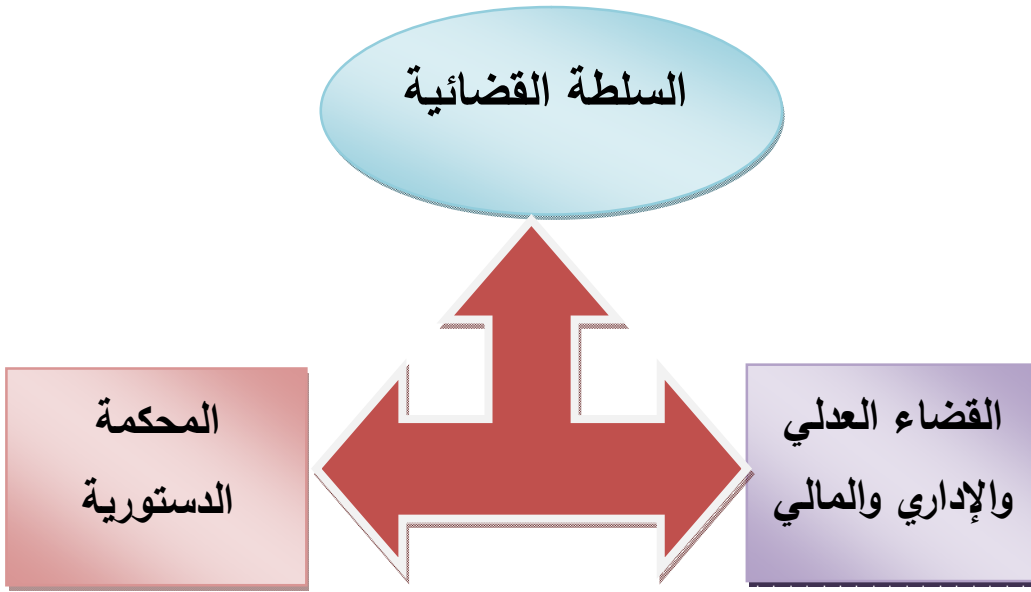 السلطة القضائية
القضاء العدلي
والإداري والمالي
المحكمة
الدستورية